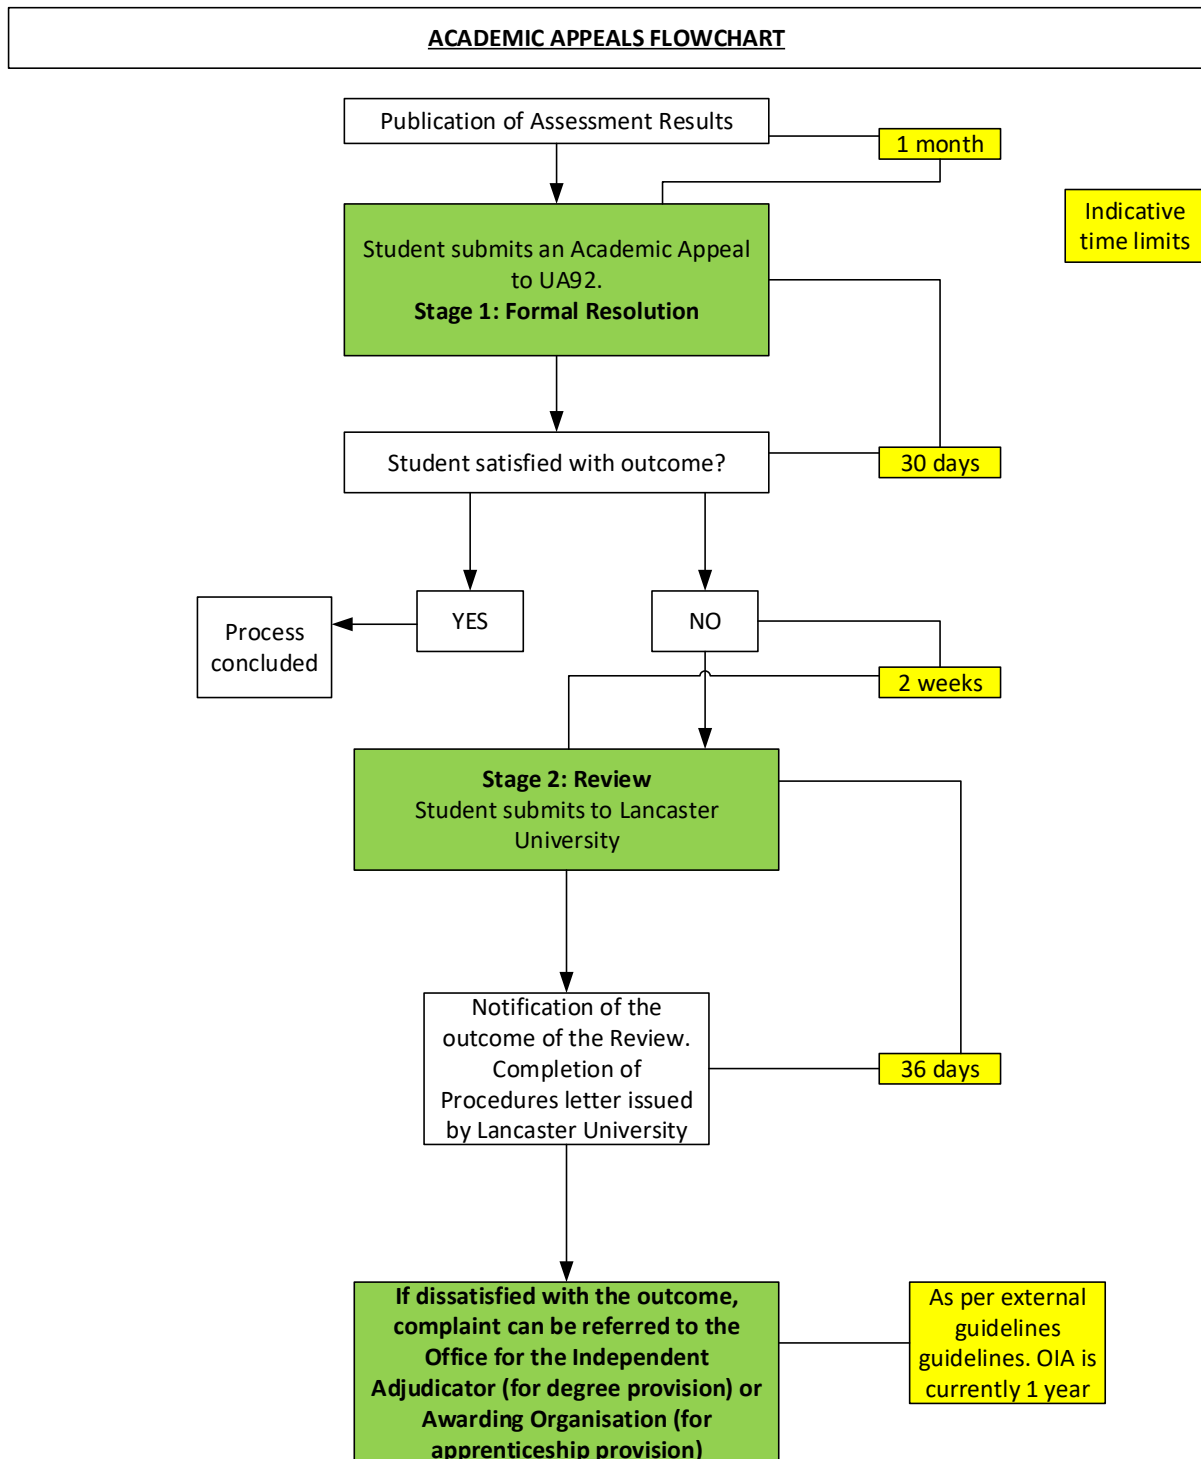 ACADEMIC APPEALS FLOWCHART
Publication of Assessment Results
1 month
Indicative
time limits
Student submits an Academic Appeal
to UA92.
Stage 1: Formal Resolution
Student satisfied with outcome?
30 days
YES
NO
Process
concluded
2 weeks
Stage 2: Review
Student submits to Lancaster
University
Notification of the
outcome of the Review.
Completion of
Procedures letter issued
by Lancaster University
36 days
If dissatisfied with the outcome,
complaint can be referred to the
Office for the Independent
Adjudicator (for degree provision) or
Awarding Organisation (for
apprenticeship provision)
As per external
guidelines
guidelines. OIA is
currently 1 year